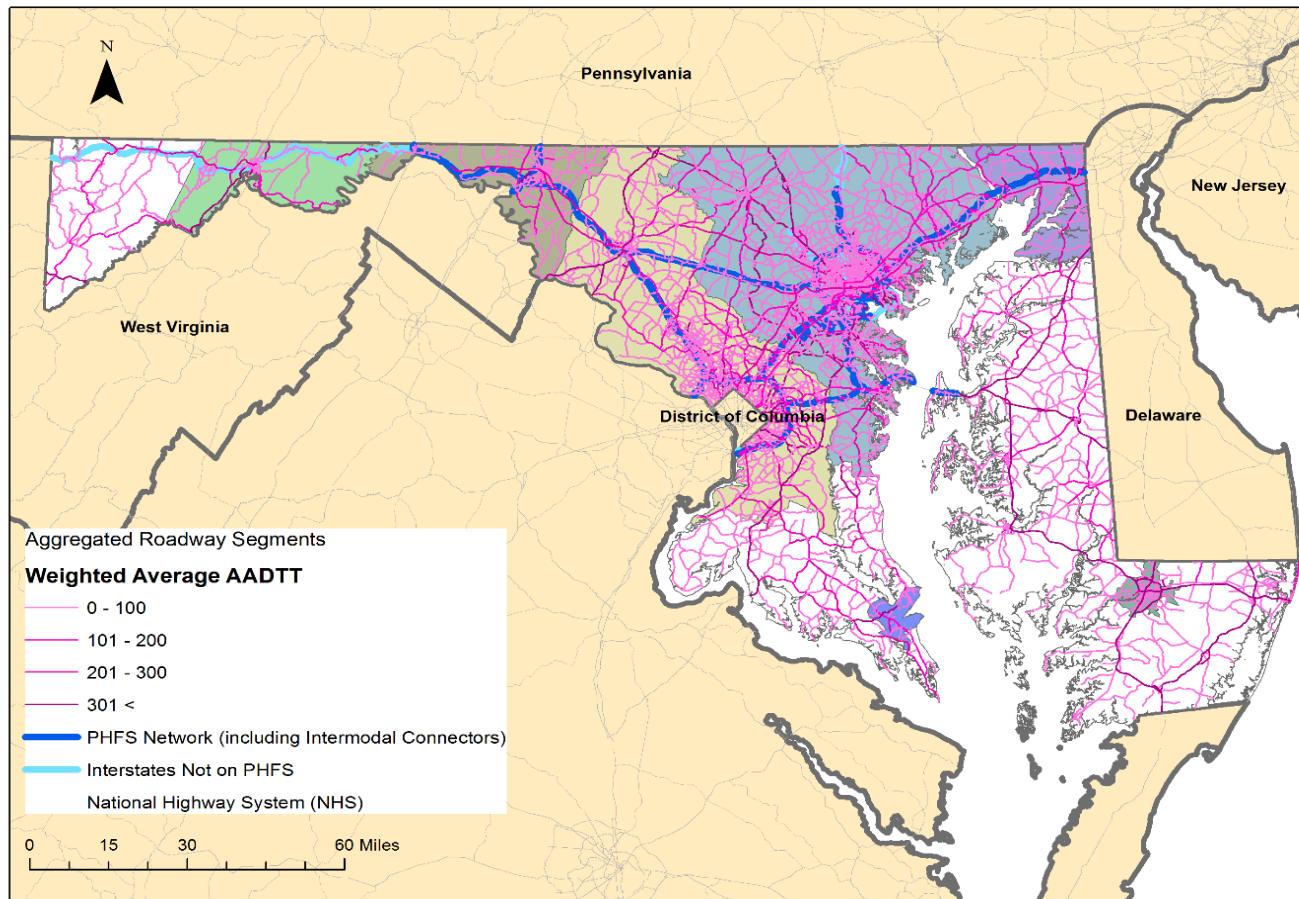 Pennsylvania
N
New Jersey
West Virginia
District of Columbia
Delaware
Aggregated Roadway Segments
Weighted Average AADTT
0 - 100
101 - 200
201 - 300
301 <
PHFS Network (including Intermodal Connectors)
Interstates Not on PHFS
National Highway System (NHS)
0 15 30 60 Miles